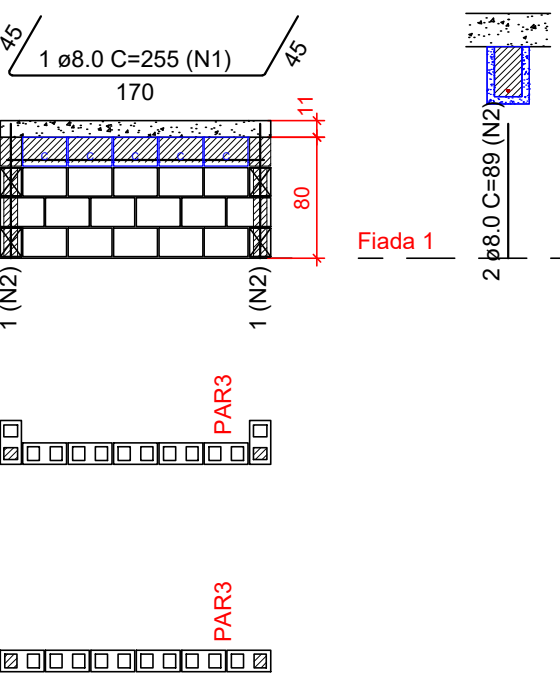 45
1 ø8.0 C=255 (N1)
45
170
11
C C C C C
80
2 ø8.0 C=89 (N2)
Fiada 1
1 (N2)
1 (N2)
PAR3
PAR3